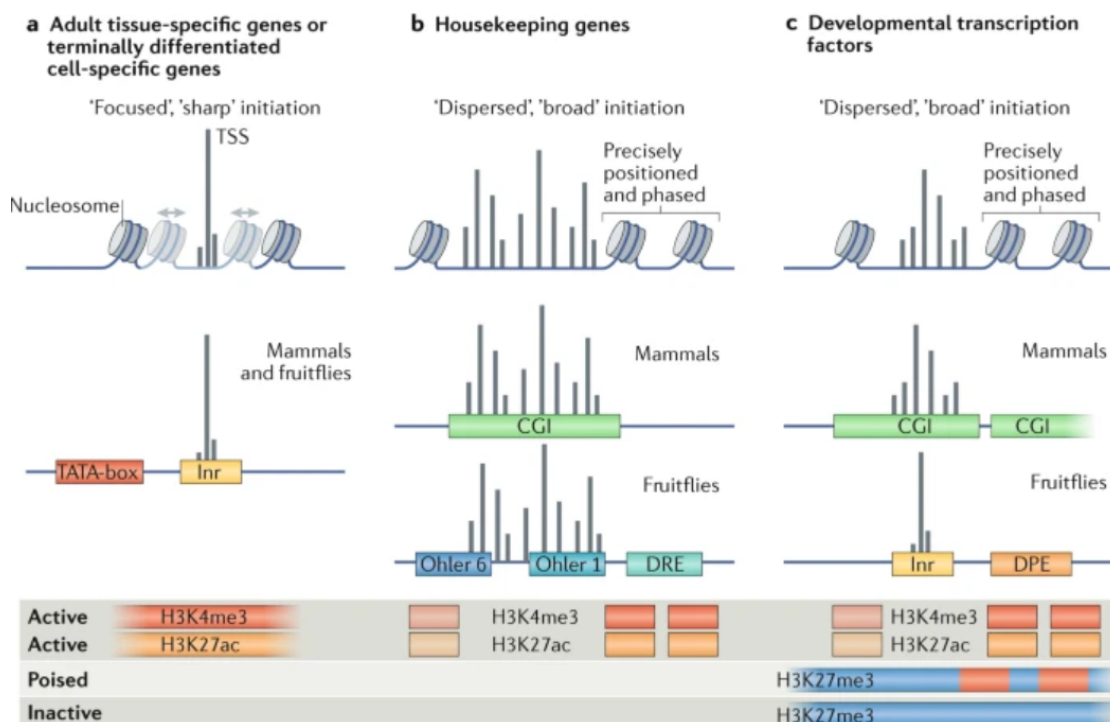 a Adult tissue-specific genes or
terminally differentiated
cell-specific genes
'Focused', 'sharp' initiation
TSS
Nucleosome
Mammals
and fruitflies
TATA-box
Inr
b Housekeeping genes
'Dispersed', 'broad' initiation
Precisely
positioned
and phased
Mammals
CGI
Fruitflies
Ohler 6
Ohler 1
DRE
c Developmental transcription
factors
'Dispersed', 'broad' initiation
Precisely
positioned
and phased
Mammals
CGI
CGI
Fruitflies
Inr
DPE
Active H3K4me3 H3K4me3 H3K4me3
Active H3K27ac H3K27ac H3K27ac
Poised H3K27me3
Inactive H3K27me3